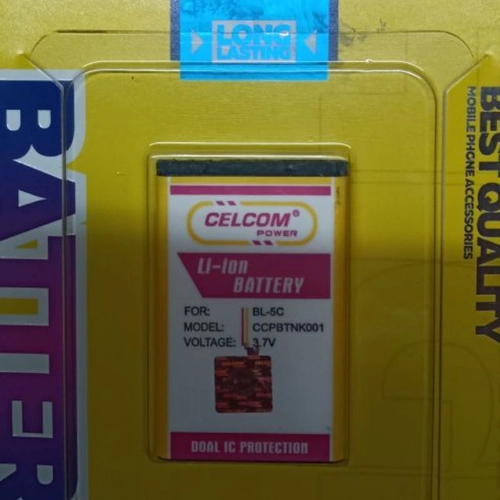 LONG
LASTING
BATTERY
BEST QUALITY
MOBILE PHONE ACCESSORIES
CELCOM®
POWER
Li-ion
BATTERY
FOR: BL-5C
MODEL: CCPBTNK001
VOLTAGE: 3.7V
DOAL IC PROTECTION